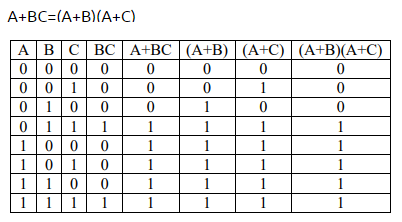 A+BC=(A+B)(A+C)
A B C BC A+BC (A+B) (A+C) (A+B)(A+C)
0 0 0 0 0 0 0 0
0 0 1 0 0 0 1 0
0 1 0 0 0 1 0 0
0 1 1 1 1 1 1 1
1 0 0 0 1 1 1 1
1 0 1 0 1 1 1 1
1 1 0 0 1 1 1 1
1 1 1 1 1 1 1 1